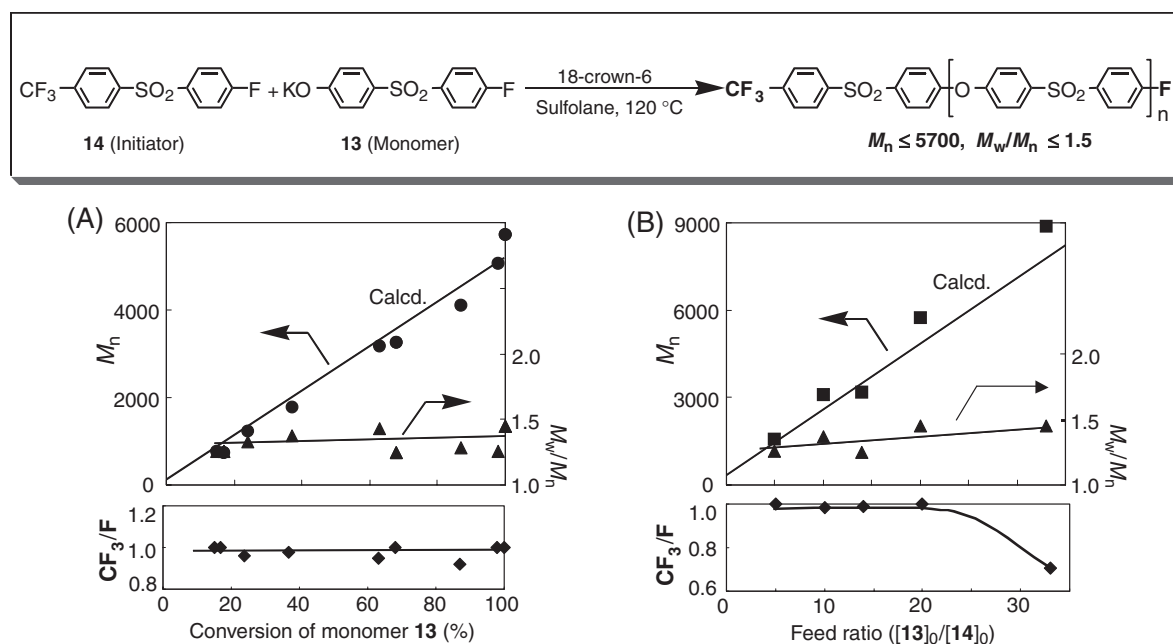 18-crown-6
CF3 SO2 F + KO SO2 F CF3 SO2 O SO2 F
n
Sulfolane, 120 °C
14 (Initiator) 13 (Monomer) Mn ≤ 5700, Mw/Mn ≤ 1.5
(A)
6000
4000
2000
0
Mn
Calcd.
2.0
1.5
1.0
Mw/Mn
1.2
1.0
0.8
CF3/F
0 20 40 60 80 100
Conversion of monomer 13 (%)
(B)
9000
6000
3000
0
Mn
Calcd.
2.0
1.5
1.0
Mw/Mn
1.0
0.8
0.6
CF3/F
0 10 20 30
Feed ratio ([13]0/[14]0)